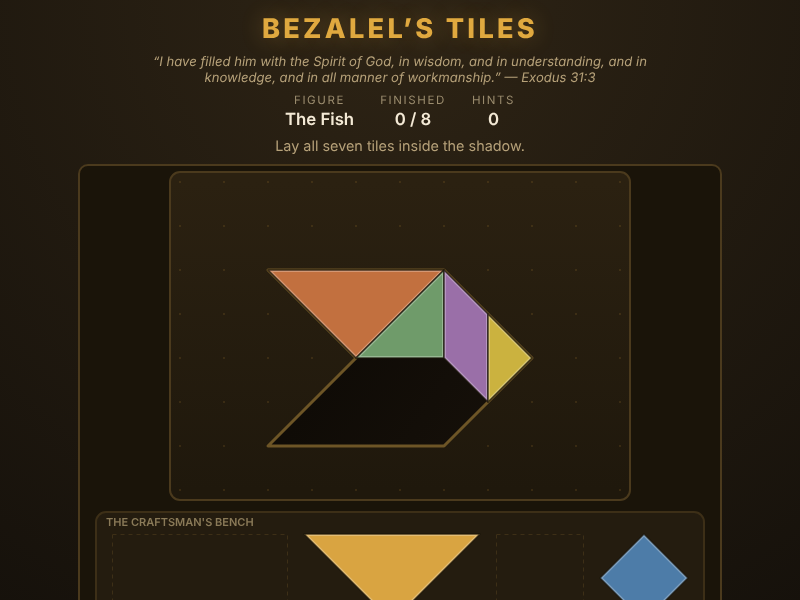 BEZALEL’S TILES
“I have filled him with the Spirit of God, in wisdom, and in understanding, and in
knowledge, and in all manner of workmanship.” — Exodus 31:3
FIGURE FINISHED HINTS
The Fish 0 / 8 0
Lay all seven tiles inside the shadow.
THE CRAFTSMAN'S BENCH